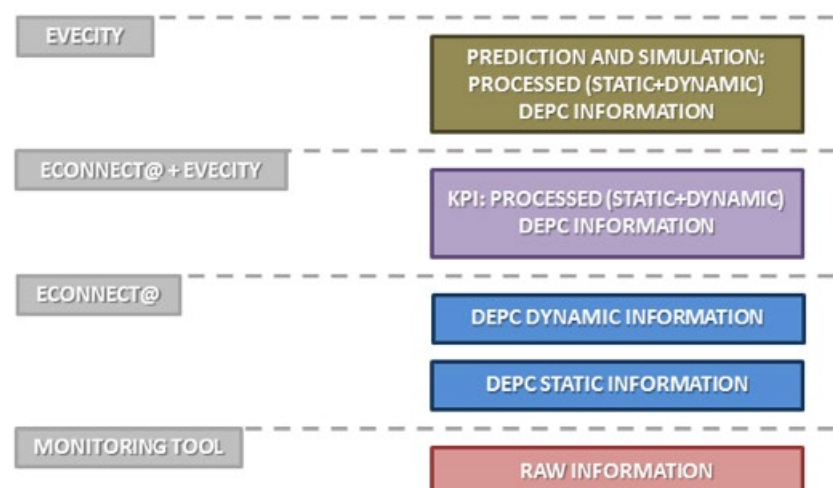 EVECITY
PREDICTION AND SIMULATION:
PROCESSED (STATIC+DYNAMIC)
DEPC INFORMATION
ECONNECT@ + EVECITY
KPI: PROCESSED (STATIC+DYNAMIC)
DEPC INFORMATION
ECONNECT@
DEPC DYNAMIC INFORMATION
DEPC STATIC INFORMATION
MONITORING TOOL
RAW INFORMATION